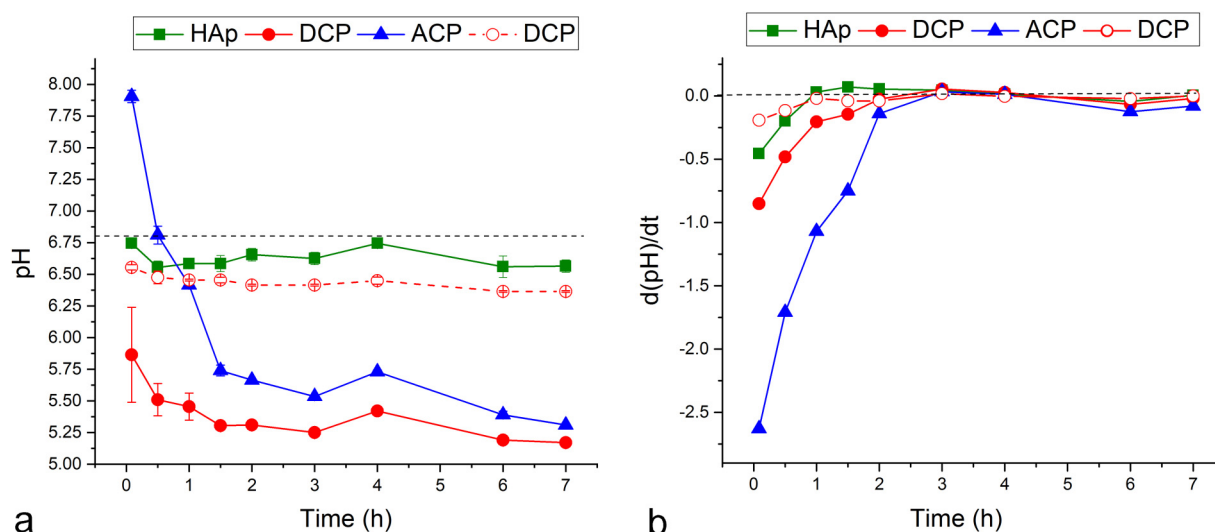 HAp DCP ACP DCP
8.00
7.75
7.50
7.25
7.00
6.75
6.50
6.25
6.00
5.75
5.50
5.25
5.00
pH
0 1 2 3 4 5 6 7
Time (h)
a
HAp DCP ACP DCP
0.0
-0.5
-1.0
-1.5
-2.0
-2.5
d(pH)/dt
0 1 2 3 4 5 6 7
Time (h)
b